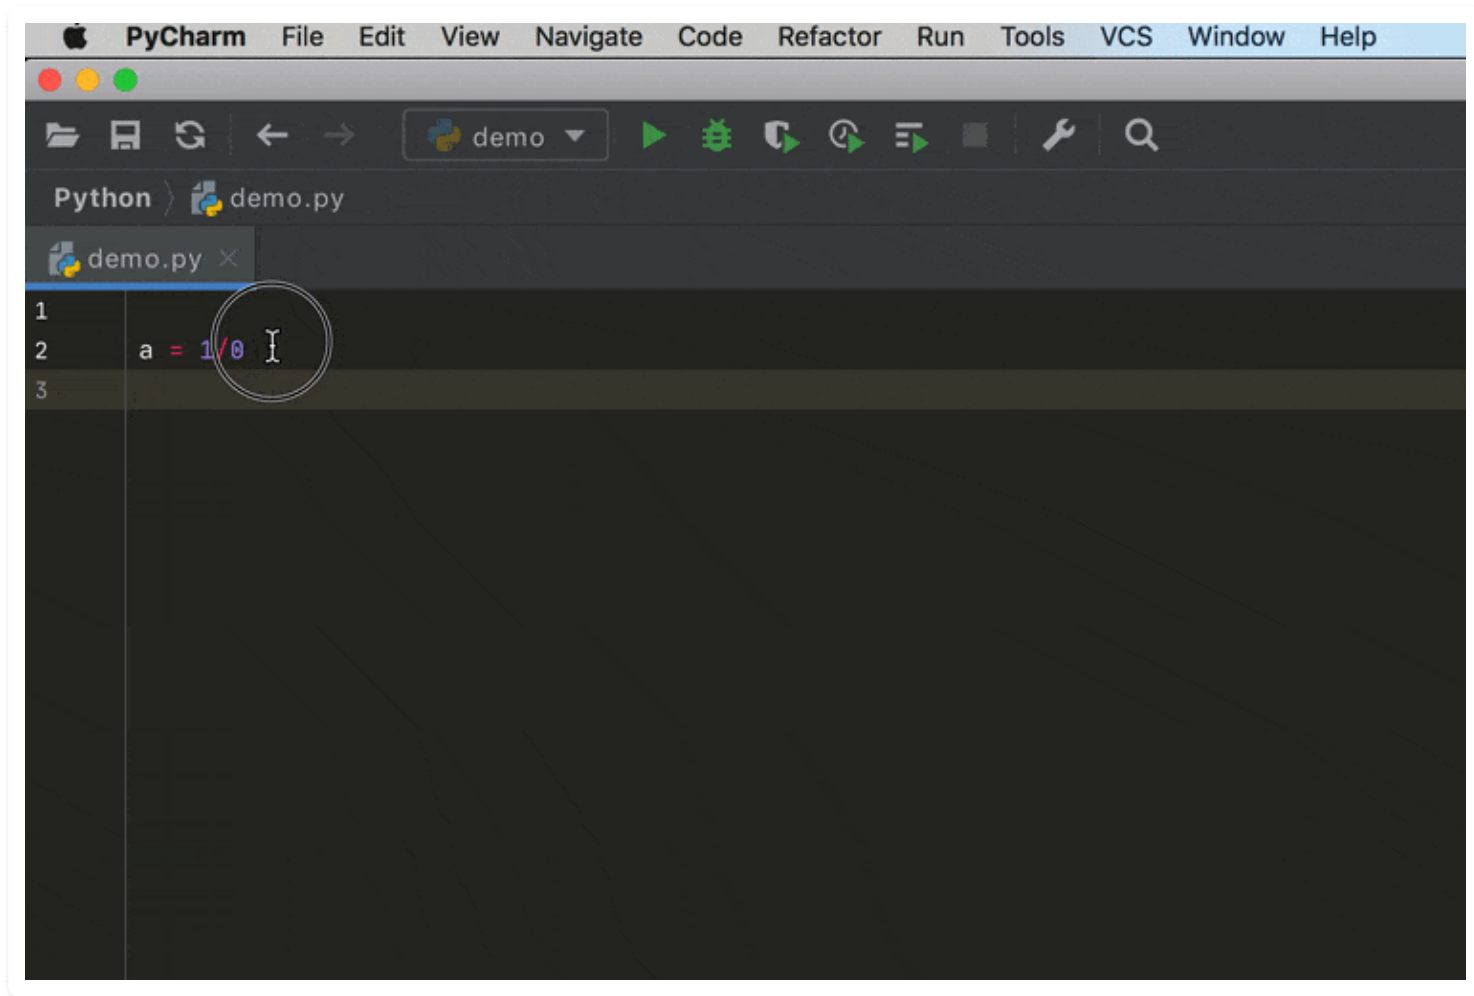 PyCharm File Edit View Navigate Code Refactor Run Tools VCS Window Help
demo
Python demo.py
demo.py
1
2 a = 1/0
3